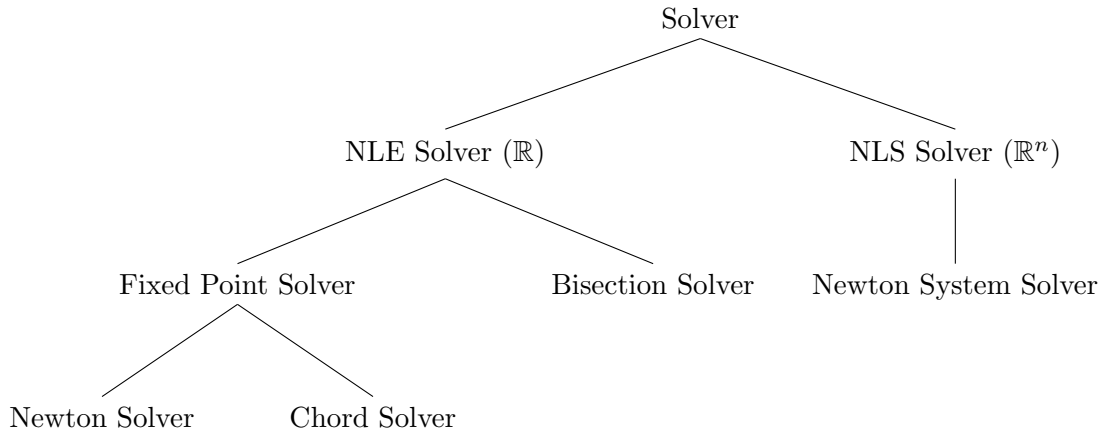 Solver
NLE Solver (ℝ)
NLS Solver (ℝⁿ)
Fixed Point Solver
Bisection Solver
Newton System Solver
Newton Solver
Chord Solver